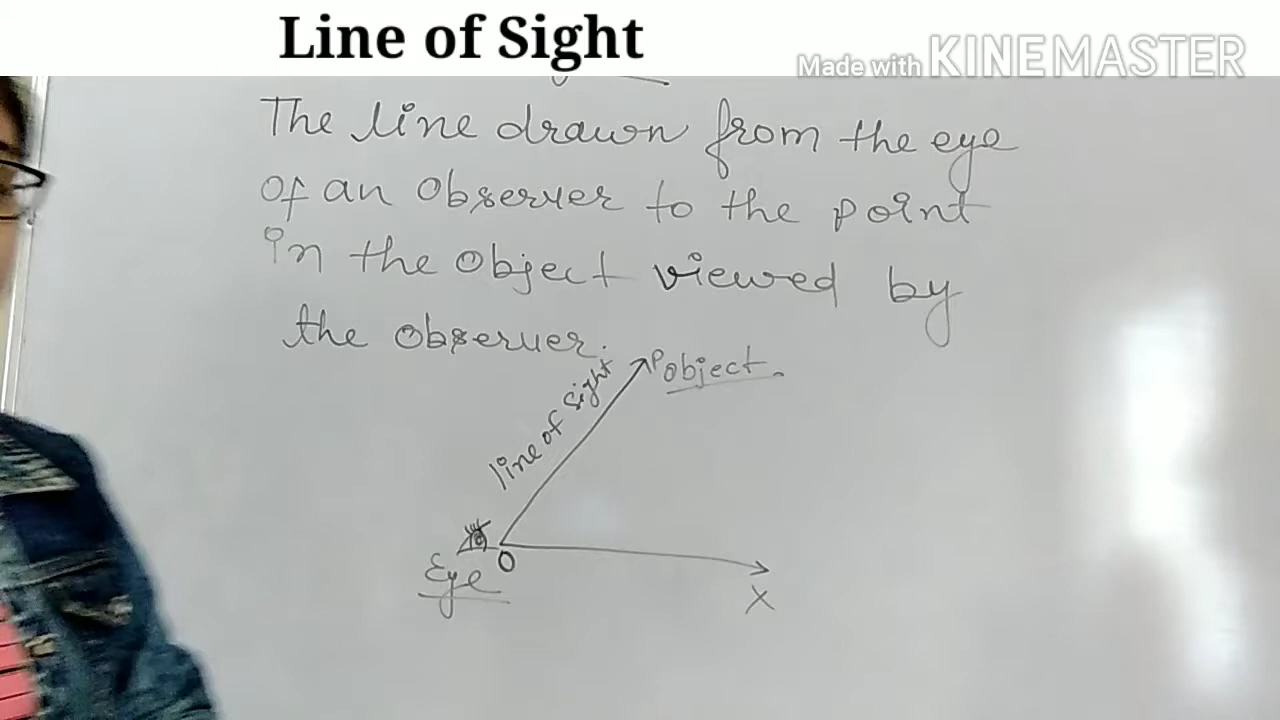 Line of Sight
Made with KINEMASTER
The line drawn from the eye
of an observer to the point
in the object viewed by
the observer.
line of sight
P object
Eye
O
X